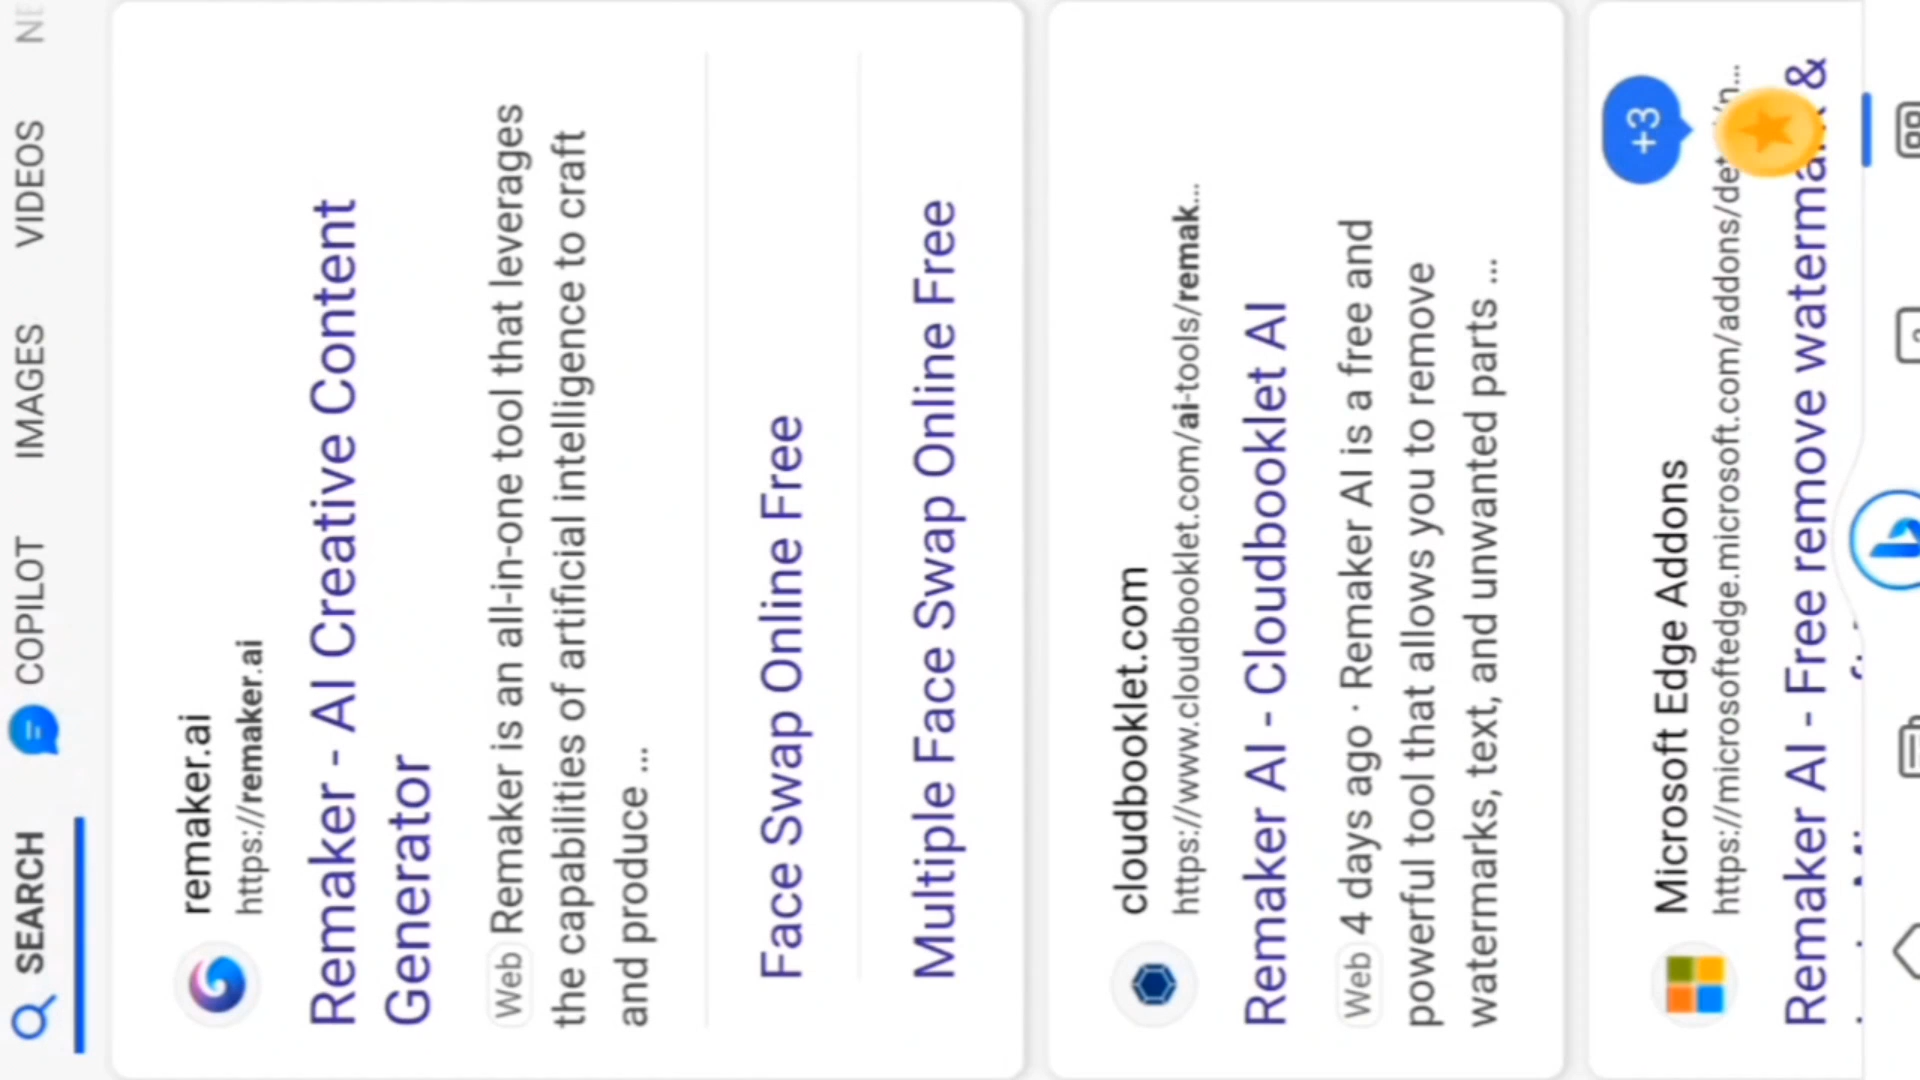 SEARCH
COPILOT
IMAGES
VIDEOS
remaker.ai
https://remaker.ai
Remaker - AI Creative Content
Generator
Web Remaker is an all-in-one tool that leverages
the capabilities of artificial intelligence to craft
and produce ...
Face Swap Online Free
Multiple Face Swap Online Free
cloudbooklet.com
https://www.cloudbooklet.com/ai-tools/remak...
Remaker AI - Cloudbooklet AI
Web 4 days ago · Remaker AI is a free and
powerful tool that allows you to remove
watermarks, text, and unwanted parts ...
+3
Microsoft Edge Addons
https://microsoftedge.microsoft.com/addons/det
Remaker AI - Free remove watermark &